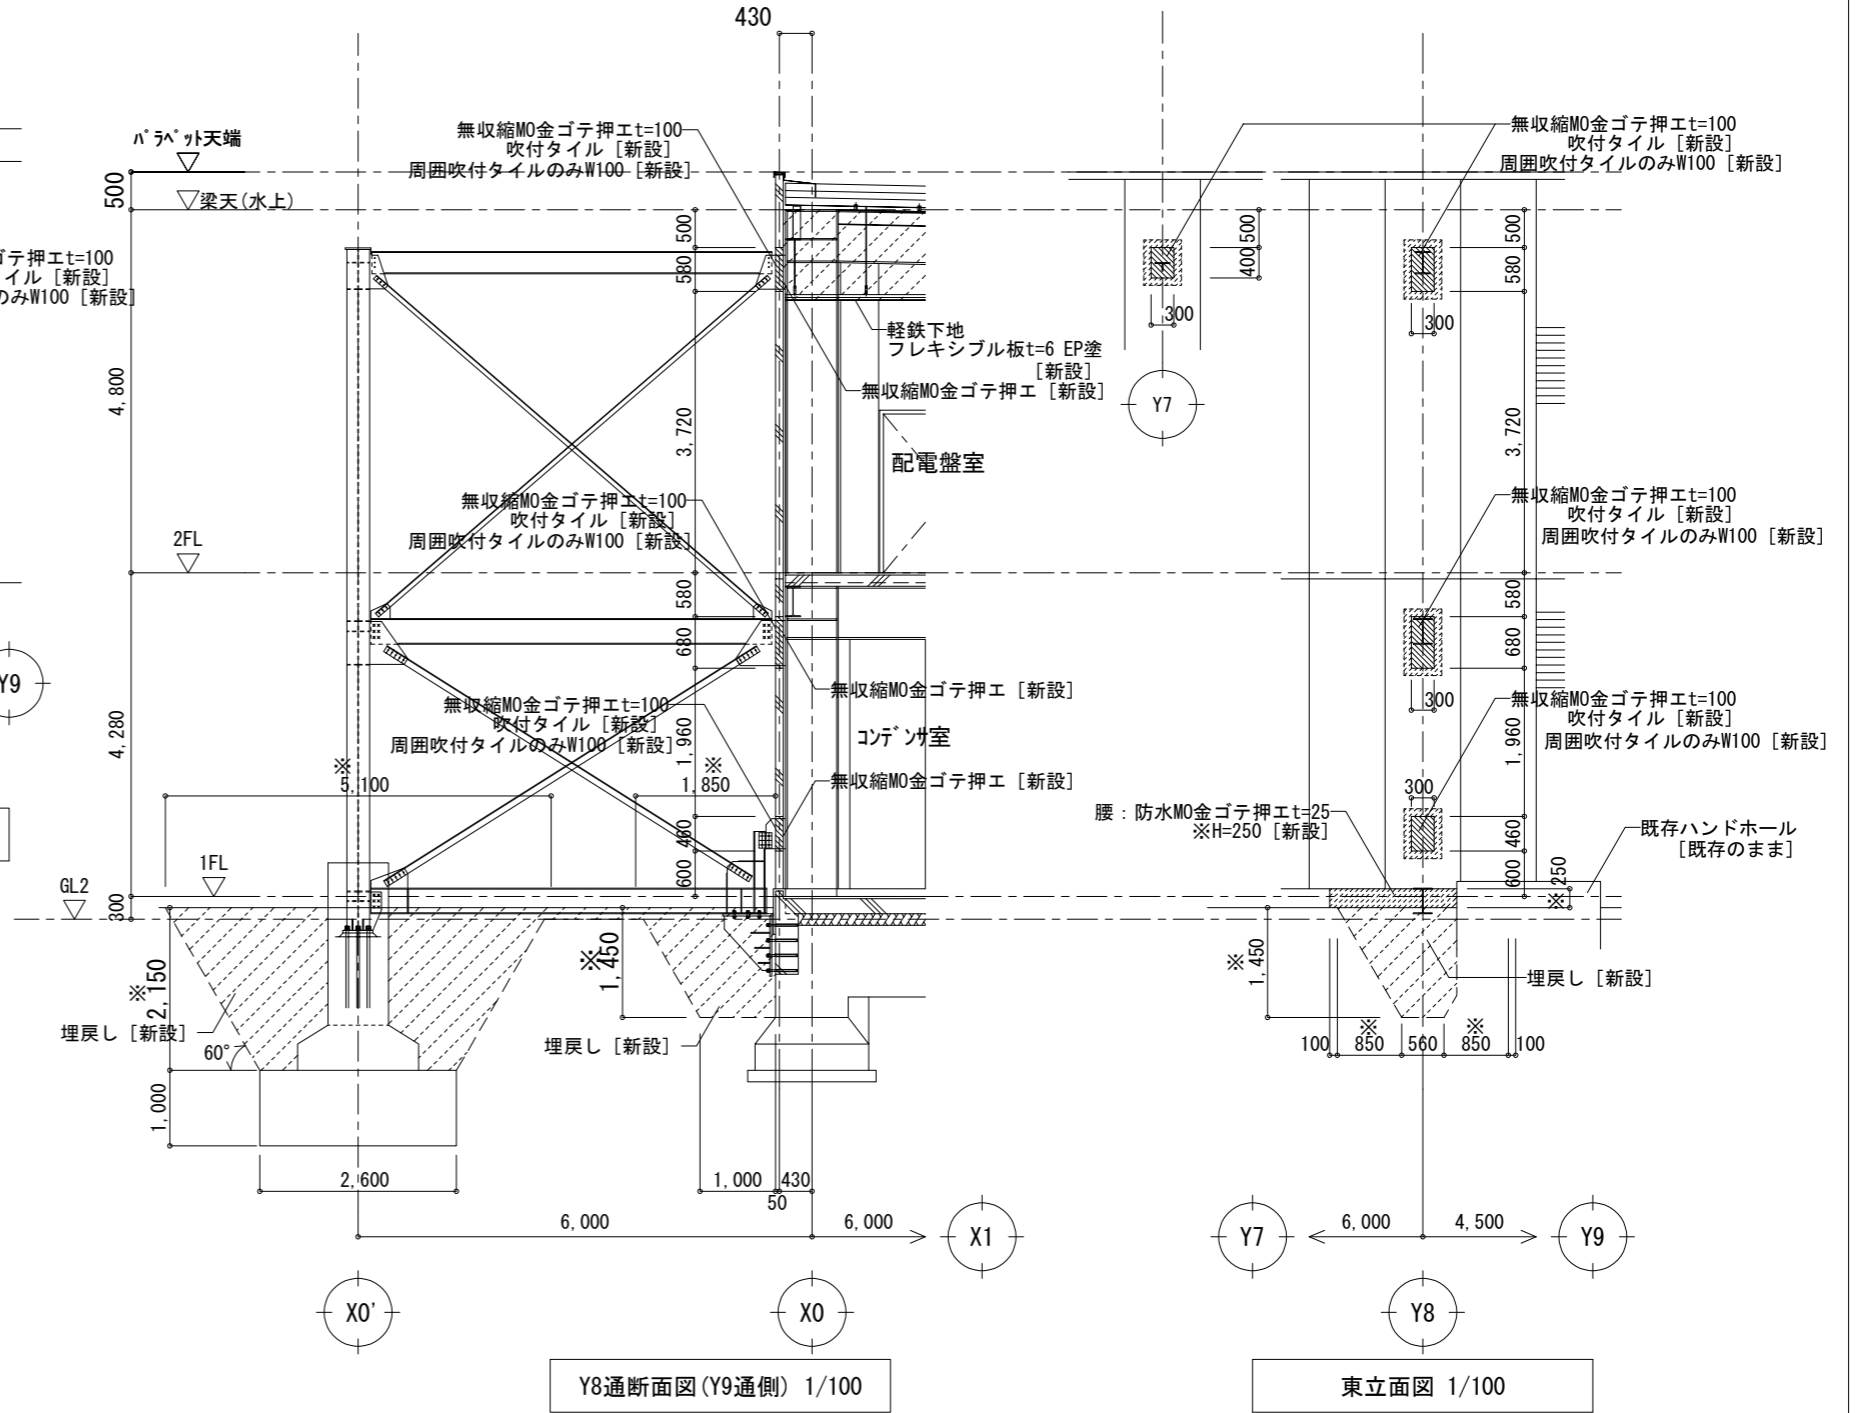 430
ﾊﾟﾗﾍﾟｯﾄ天端
梁天(水上)
500
ゴテ押エt=100
イル [新設]
のみW100 [新設]
無収縮MO金ゴテ押エt=100
吹付タイル [新設]
周囲吹付タイルのみW100 [新設]
500
580
4,800
3,720
軽鉄下地
フレキシブル板t=6 EP塗
[新設]
無収縮MO金ゴテ押エ [新設]
配電盤室
無収縮MO金ゴテ押エt=100
吹付タイル [新設]
周囲吹付タイルのみW100 [新設]
2FL
580
680
Y9
4,280
無収縮MO金ゴテ押エ [新設]
無収縮MO金ゴテ押エt=100
吹付タイル [新設]
周囲吹付タイルのみW100 [新設]
1,960
ｺﾝﾃﾞﾝｻ室
無収縮MO金ゴテ押エ [新設]
※
5,100
※
1,850
460
600
1FL
GL2
300
※
2,150
※
1,450
埋戻し [新設]
60°
埋戻し [新設]
1,000
2,600
1,000
430
50
6,000
6,000
X1
X0'
X0
Y8通断面図(Y9通側) 1/100
無収縮MO金ゴテ押エt=100
吹付タイル [新設]
周囲吹付タイルのみW100 [新設]
500
400
300
Y7
500
580
300
3,720
無収縮MO金ゴテ押エt=100
吹付タイル [新設]
周囲吹付タイルのみW100 [新設]
580
680
300
無収縮MO金ゴテ押エt=100
吹付タイル [新設]
周囲吹付タイルのみW100 [新設]
1,960
300
腰：防水MO金ゴテ押エt=25
※H=250 [新設]
460
600
既存ハンドホール
[既存のまま]
※250
※
1,450
埋戻し [新設]
100
※
850
560
※
850
100
Y7
6,000
4,500
Y9
Y8
東立面図 1/100